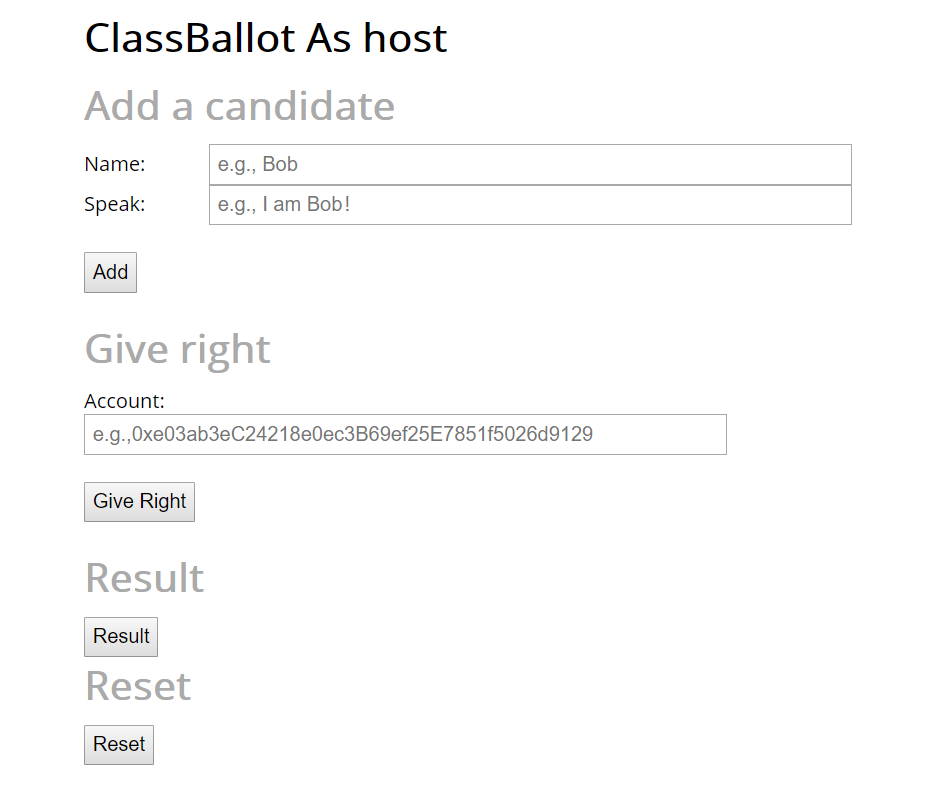 ClassBallot As host
Add a candidate
Name: e.g., Bob
Speak: e.g., I am Bob!
Add
Give right
Account:
e.g.,0xe03ab3eC24218e0ec3B69ef25E7851f5026d9129
Give Right
Result
Result
Reset
Reset